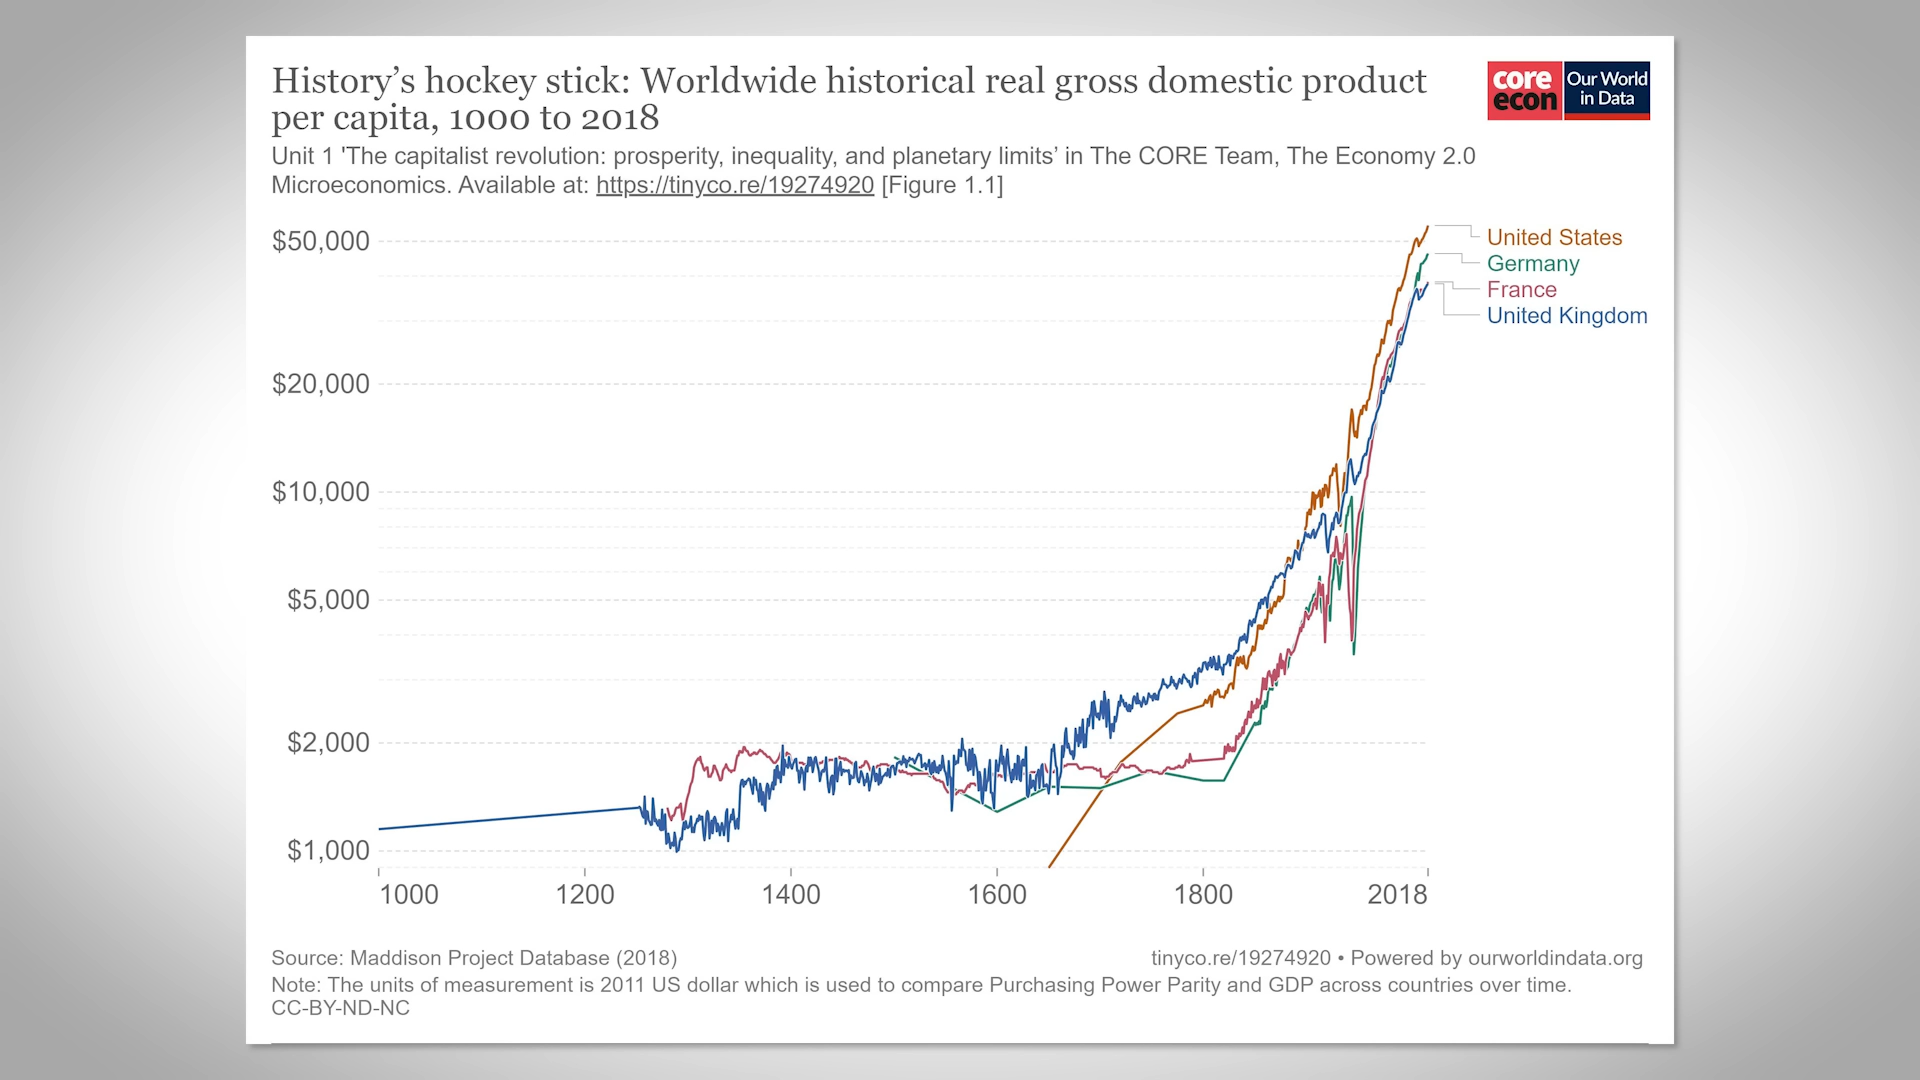 History’s hockey stick: Worldwide historical real gross domestic product
per capita, 1000 to 2018
core
econ
Our World
in Data
Unit 1 'The capitalist revolution: prosperity, inequality, and planetary limits’ in The CORE Team, The Economy 2.0
Microeconomics. Available at: https://tinyco.re/19274920 [Figure 1.1]
$50,000
$20,000
$10,000
$5,000
$2,000
$1,000
United States
Germany
France
United Kingdom
1000
1200
1400
1600
1800
2018
Source: Maddison Project Database (2018)
tinyco.re/19274920 • Powered by ourworldindata.org
Note: The units of measurement is 2011 US dollar which is used to compare Purchasing Power Parity and GDP across countries over time.
CC-BY-ND-NC